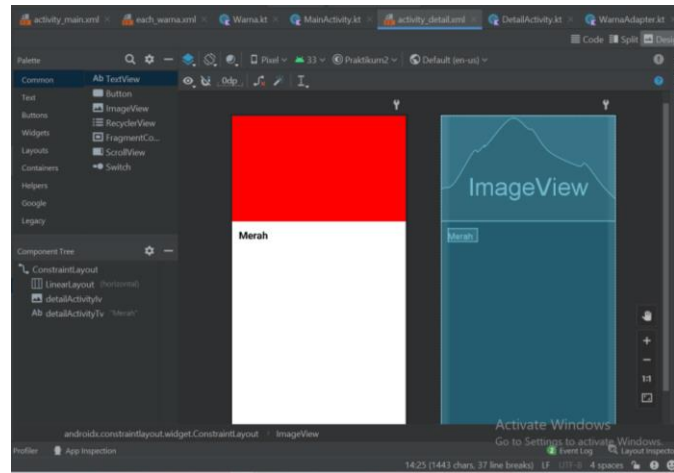 activity_main.xml × each_warna.xml × Warna.kt × MainActivity.kt × activity_detail.xml × DetailActivity.kt × WarnaAdapter.kt ×
Code Split Design
Palette
Pixel 33 Praktikum2 Default (en-us)
Common
Text
Buttons
Widgets
Layouts
Containers
Helpers
Google
Legacy
Ab TextView
Button
ImageView
RecyclerView
FragmentCo...
ScrollView
Switch
0dp
Merah
ImageView
Merah
Component Tree
ConstraintLayout
LinearLayout (horizontal)
detailActivityIv
Ab detailActivityTv "Merah"
1:1
androidx.constraintlayout.widget.ConstraintLayout ImageView
Activate Windows
Go to Settings to activate Windows.
Profiler App Inspection
Event Log Layout Inspecto
14:25 (1443 chars, 37 line breaks) LF UTF-8 4 spaces